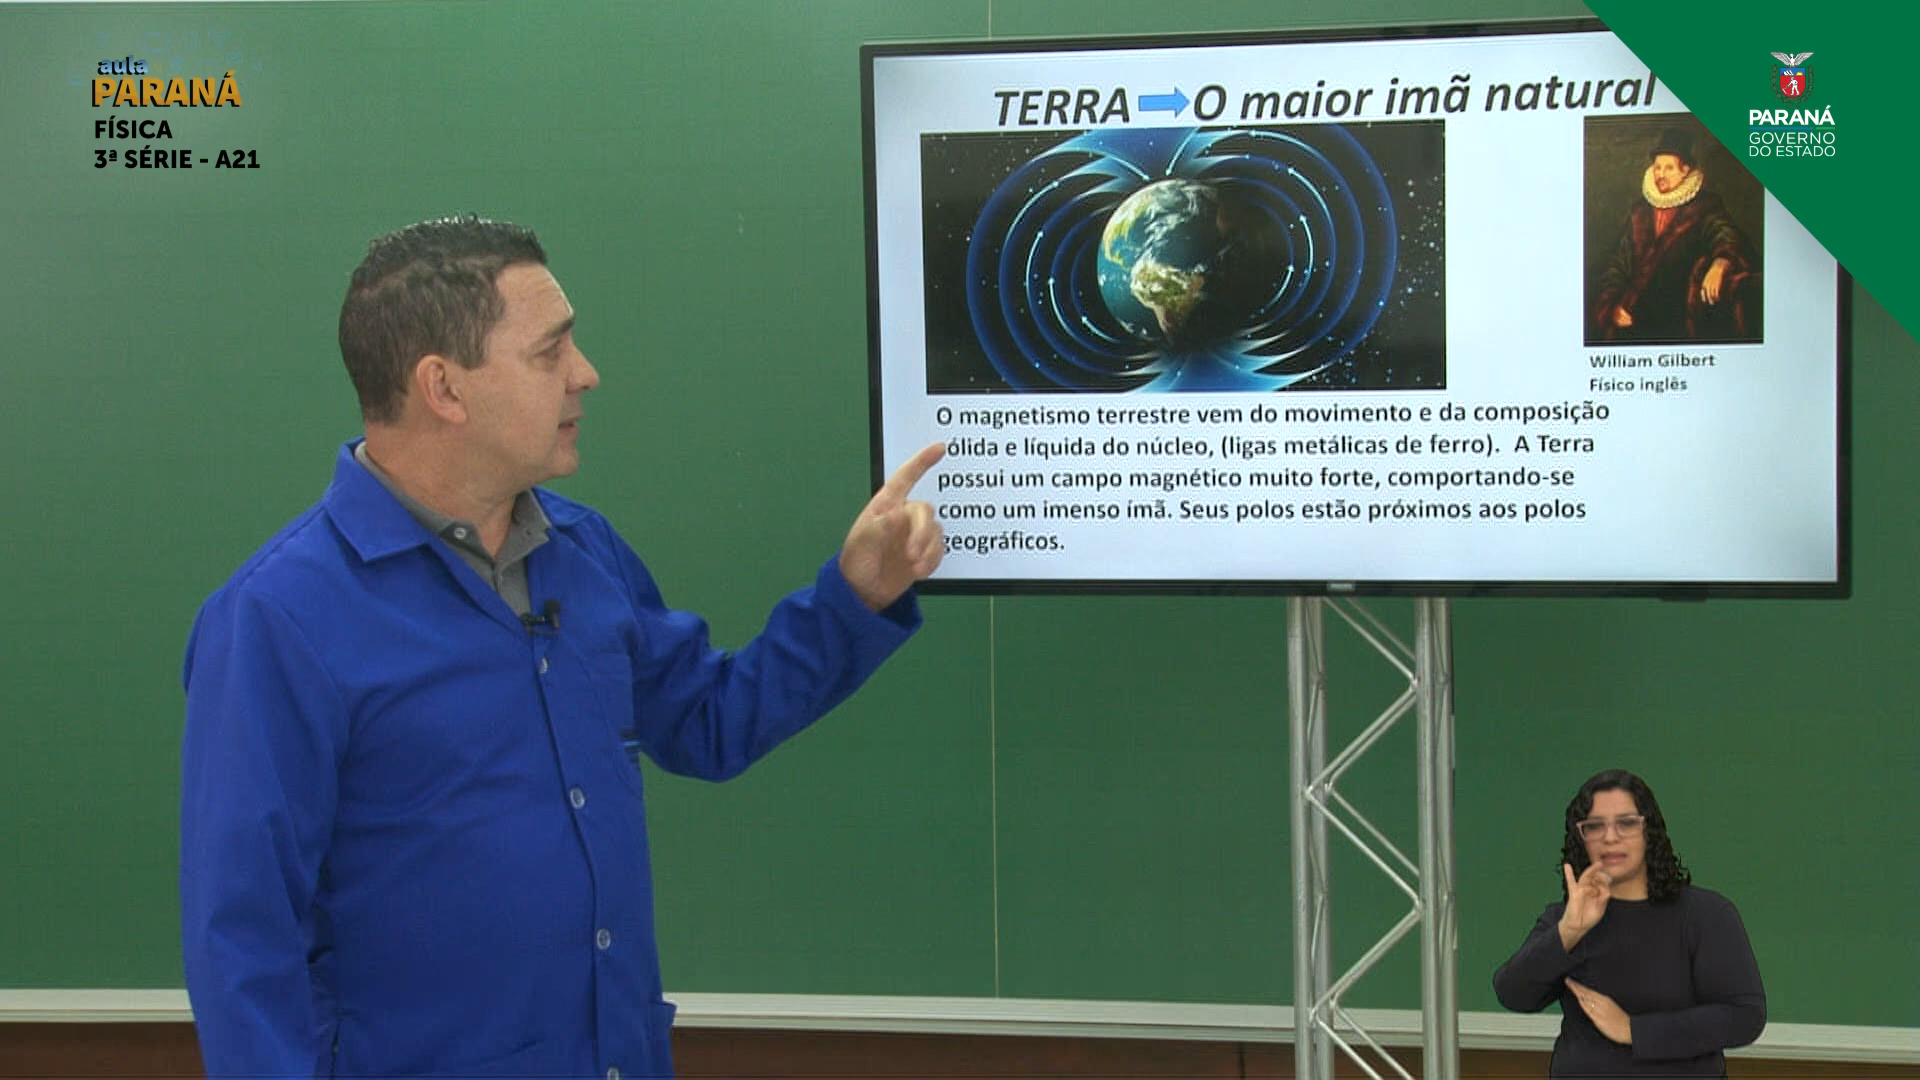 aula
PARANÁ
FÍSICA
3ª SÉRIE - A21
TERRA O maior imã natural
PARANÁ
GOVERNO
DO ESTADO
William Gilbert
Físico inglês
O magnetismo terrestre vem do movimento e da composição
sólida e líquida do núcleo, (ligas metálicas de ferro). A Terra
possui um campo magnético muito forte, comportando-se
como um imenso ímã. Seus polos estão próximos aos polos
geográficos.